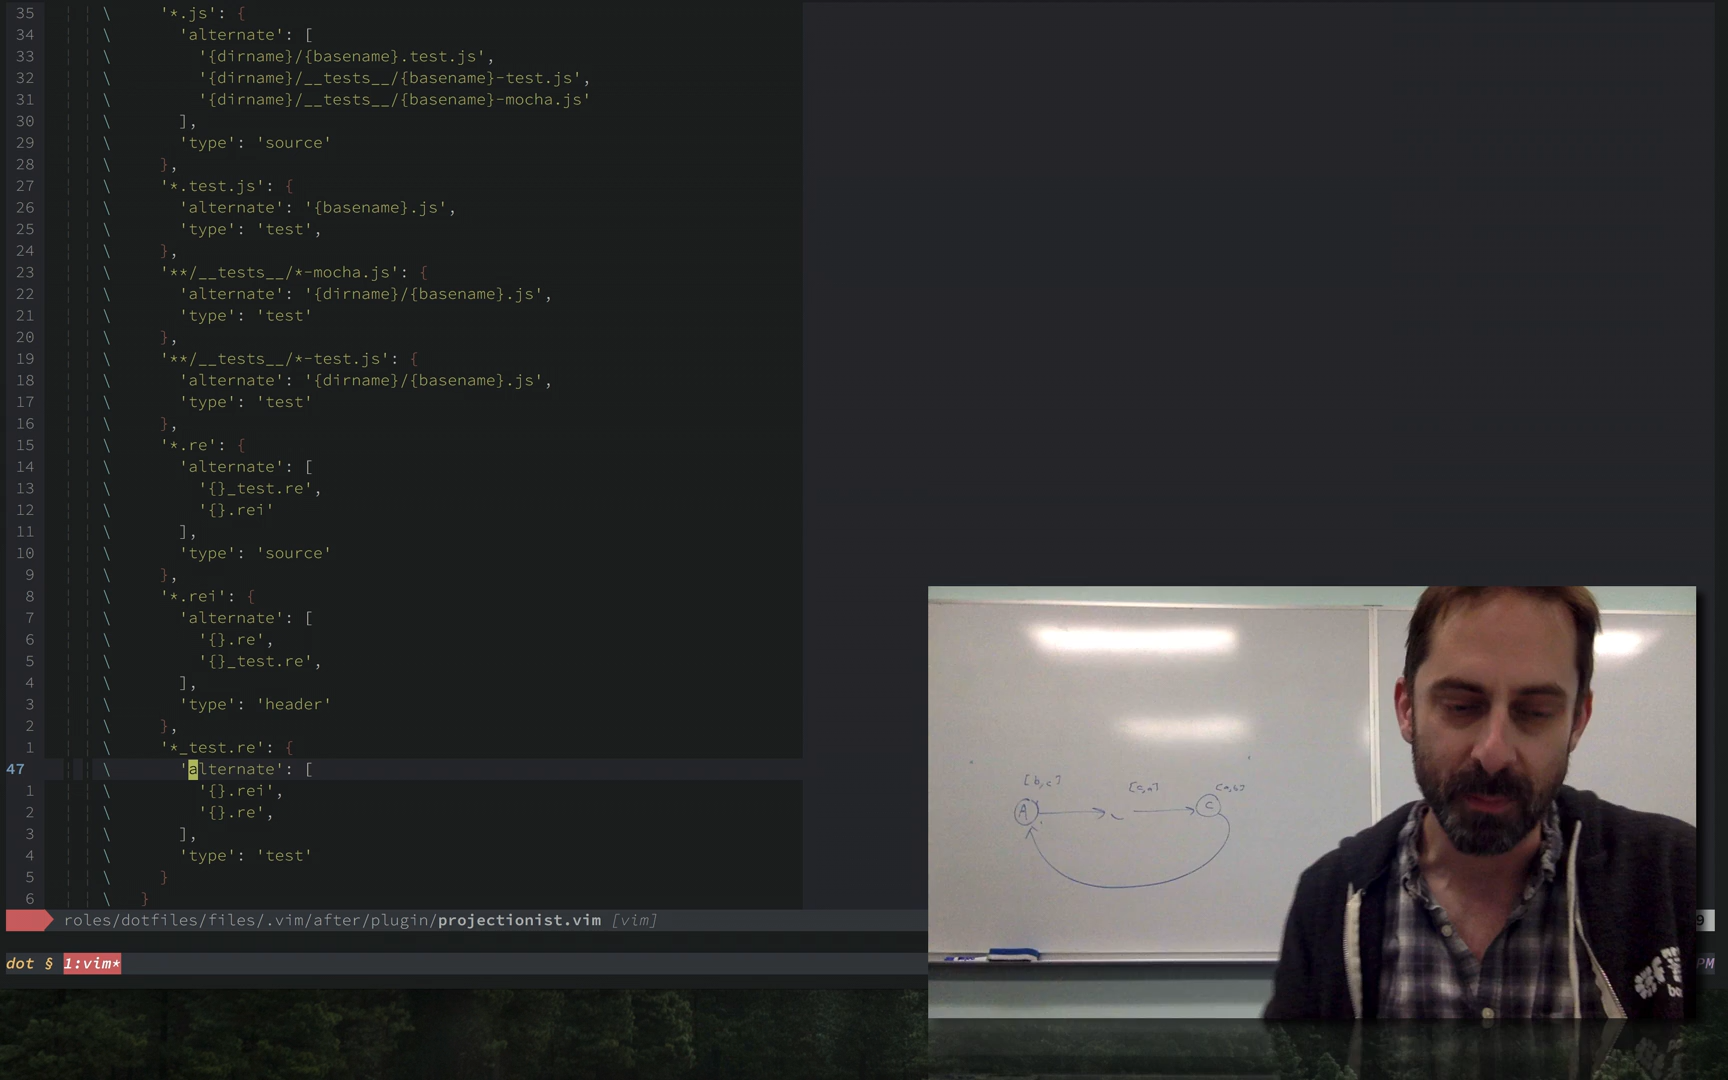 35 \ '*.js': {
34 \ 'alternate': [
33 \ '{dirname}/{basename}.test.js',
32 \ '{dirname}/__tests__/{basename}-test.js',
31 \ '{dirname}/__tests__/{basename}-mocha.js'
30 \ ],
29 \ 'type': 'source'
28 \ },
27 \ '*.test.js': {
26 \ 'alternate': '{basename}.js',
25 \ 'type': 'test',
24 \ },
23 \ '**/__tests__/*-mocha.js': {
22 \ 'alternate': '{dirname}/{basename}.js',
21 \ 'type': 'test'
20 \ },
19 \ '**/__tests__/*-test.js': {
18 \ 'alternate': '{dirname}/{basename}.js',
17 \ 'type': 'test'
16 \ },
15 \ '*.re': {
14 \ 'alternate': [
13 \ '{}_test.re',
12 \ '{}.rei'
11 \ ],
10 \ 'type': 'source'
9 \ },
8 \ '*.rei': {
7 \ 'alternate': [
6 \ '{}.re',
5 \ '{}_test.re',
4 \ ],
3 \ 'type': 'header'
2 \ },
1 \ '*_test.re': {
47 \ 'alternate': [
1 \ '{}.rei',
2 \ '{}.re',
3 \ ],
4 \ 'type': 'test'
5 \ }
6 \ }
roles/dotfiles/files/.vim/after/plugin/projectionist.vim [vim] 9
dot § 1:vim* PM
[b,c] [c,a] [a,b]
A C